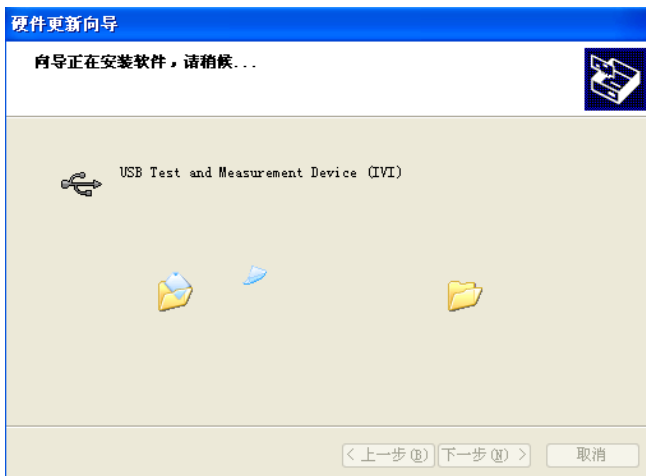 硬件更新向导
向导正在安装软件，请稍候...
USB Test and Measurement Device (IVI)
< 上一步(B) 下一步(N) > 取消